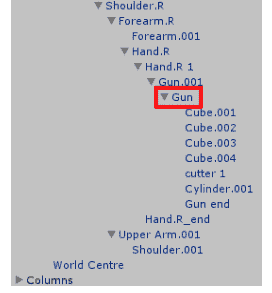 Shoulder.R
Forearm.R
Forearm.001
Hand.R
Hand.R 1
Gun.001
Gun
Cube.001
Cube.002
Cube.003
Cube.004
cutter 1
Cylinder.001
Gun end
Hand.R_end
Upper Arm.001
Shoulder.001
World Centre
Columns